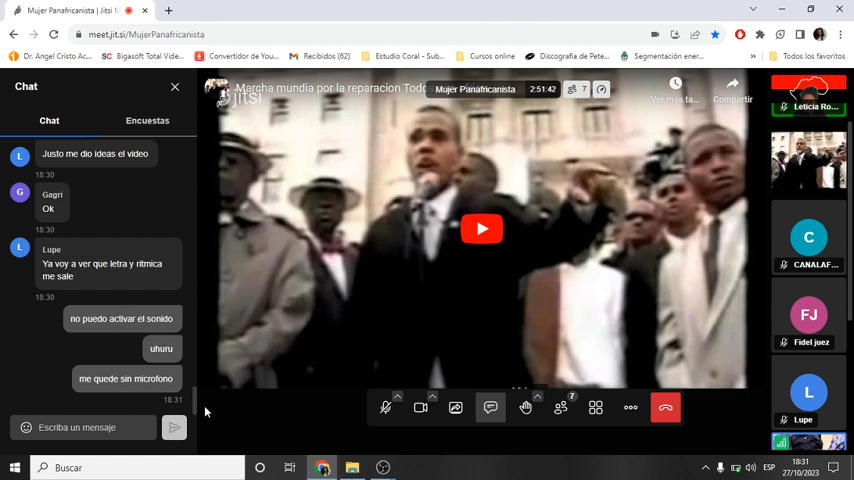 Mujer Panafricanista | Jitsi M
meet.jit.si/MujerPanafricanista
Dr. Angel Cristo Ac...
Bigasoft Total Vide...
Convertidor de You...
Recibidos (62)
Estudio Coral - Sub...
Cursos online
Discografia de Pete...
Segmentación ener...
»
Todos los favoritos
Chat
Chat
Encuestas
L
Justo me dio ideas el video
18:30
G
Gagri
Ok
18:30
L
Lupe
Ya voy a ver que letra y ritmica
me sale
18:30
no puedo activar el sonido
uhuru
me quede sin microfono
18:31
Escriba un mensaje
Marcha mundia por la reparacion Todos
jitsi
Mujer Panafricanista
2:51:42
7
Ver más ta...
Compartir
7
Leticia Ro...
C
CANALAF...
FJ
Fidel juez
L
Lupe
Buscar
ESP
18:31
27/10/2023